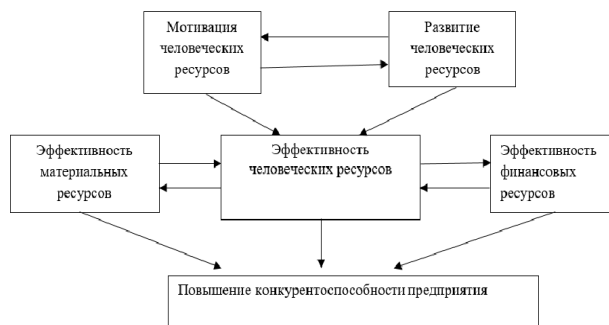 Мотивация
человеческих
ресурсов
Развитие
человеческих
ресурсов
Эффективность
материальных
ресурсов
Эффективность
человеческих ресурсов
Эффективность
финансовых
ресурсов
Повышение конкурентоспособности предприятия